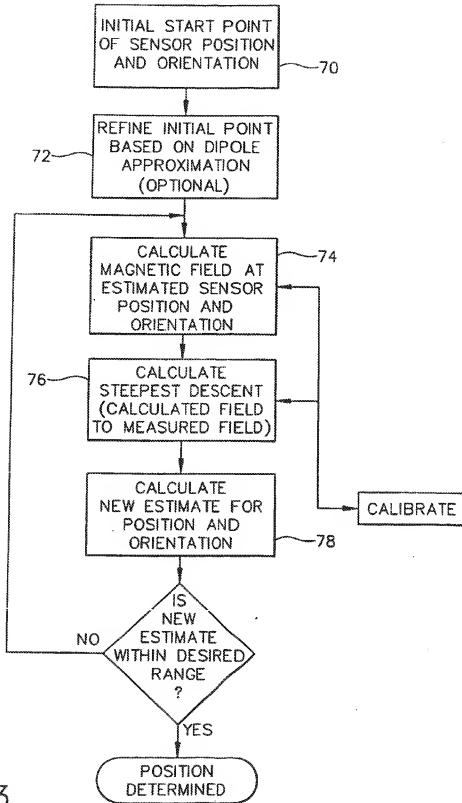 INITIAL START POINT
OF SENSOR POSITION
AND ORIENTATION
70
REFINE INITIAL POINT
BASED ON DIPOLE
APPROXIMATION
(OPTIONAL)
72
CALCULATE
MAGNETIC FIELD AT
ESTIMATED SENSOR
POSITION AND
ORIENTATION
74
76
CALCULATE
STEEPEST DESCENT
(CALCULATED FIELD
TO MEASURED FIELD)
CALCULATE
NEW ESTIMATE FOR
POSITION AND
ORIENTATION
78
CALIBRATE
IS
NEW
ESTIMATE
WITHIN DESIRED
RANGE
?
NO
YES
POSITION
DETERMINED
3